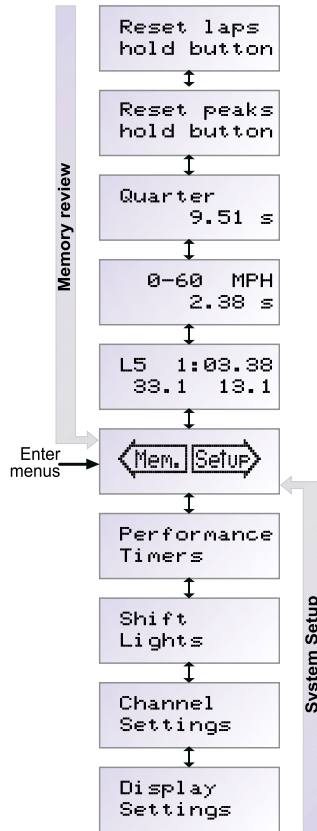 Reset laps
hold button
Reset peaks
hold button
Quarter
9.51 s
0-60 MPH
2.38 s
L5 1:03.38
33.1 13.1
Mem. Setup
Performance
Timers
Shift
Lights
Channel
Settings
Display
Settings
Memory review
Enter
menus
System Setup